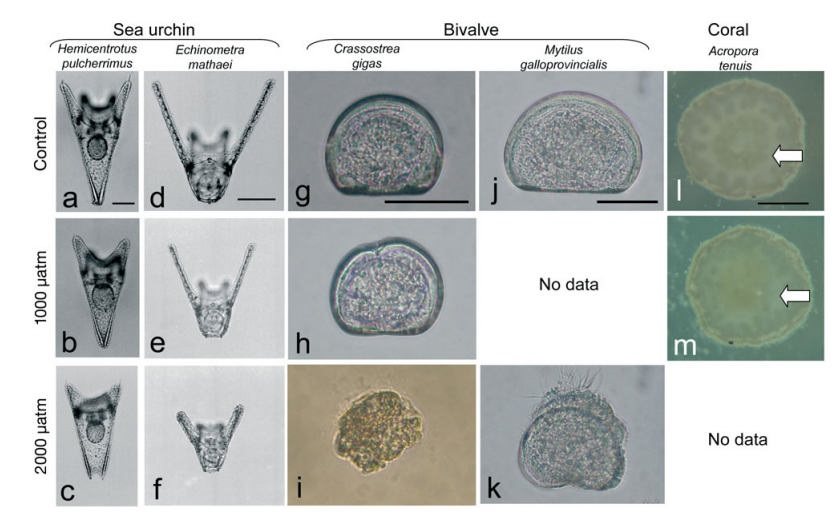 Sea urchin Bivalve Coral
Hemicentrotus Echinometra Crassostrea Mytilus Acropora
pulcherrimus mathaei gigas galloprovincialis tenuis
Control
a d g j l
1000 µatm
b e h No data m
2000 µatm
c f i k No data